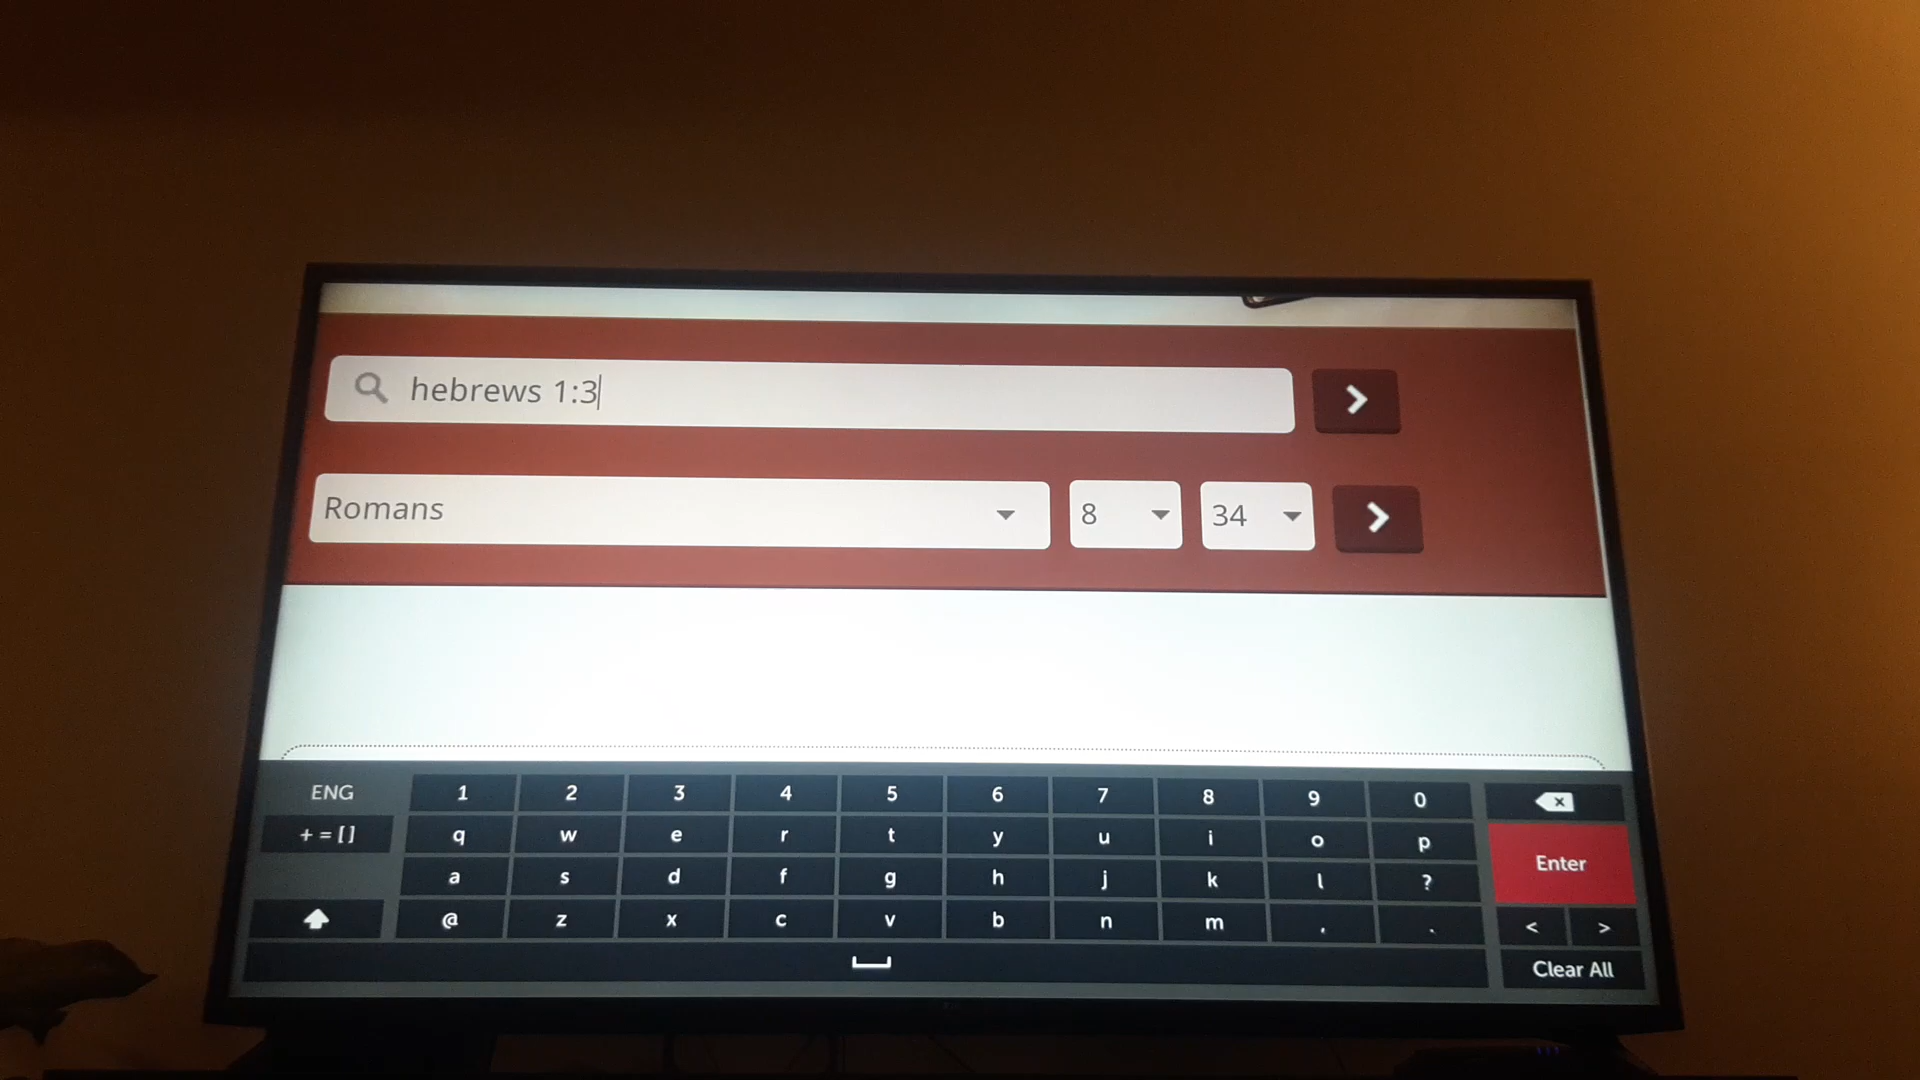 hebrews 1:3
Romans 8 34
ENG 1 2 3 4 5 6 7 8 9 0
+ = [ ] q w e r t y u i o p
Enter
a s d f g h j k l ?
@ z x c v b n m , . < >
Clear All